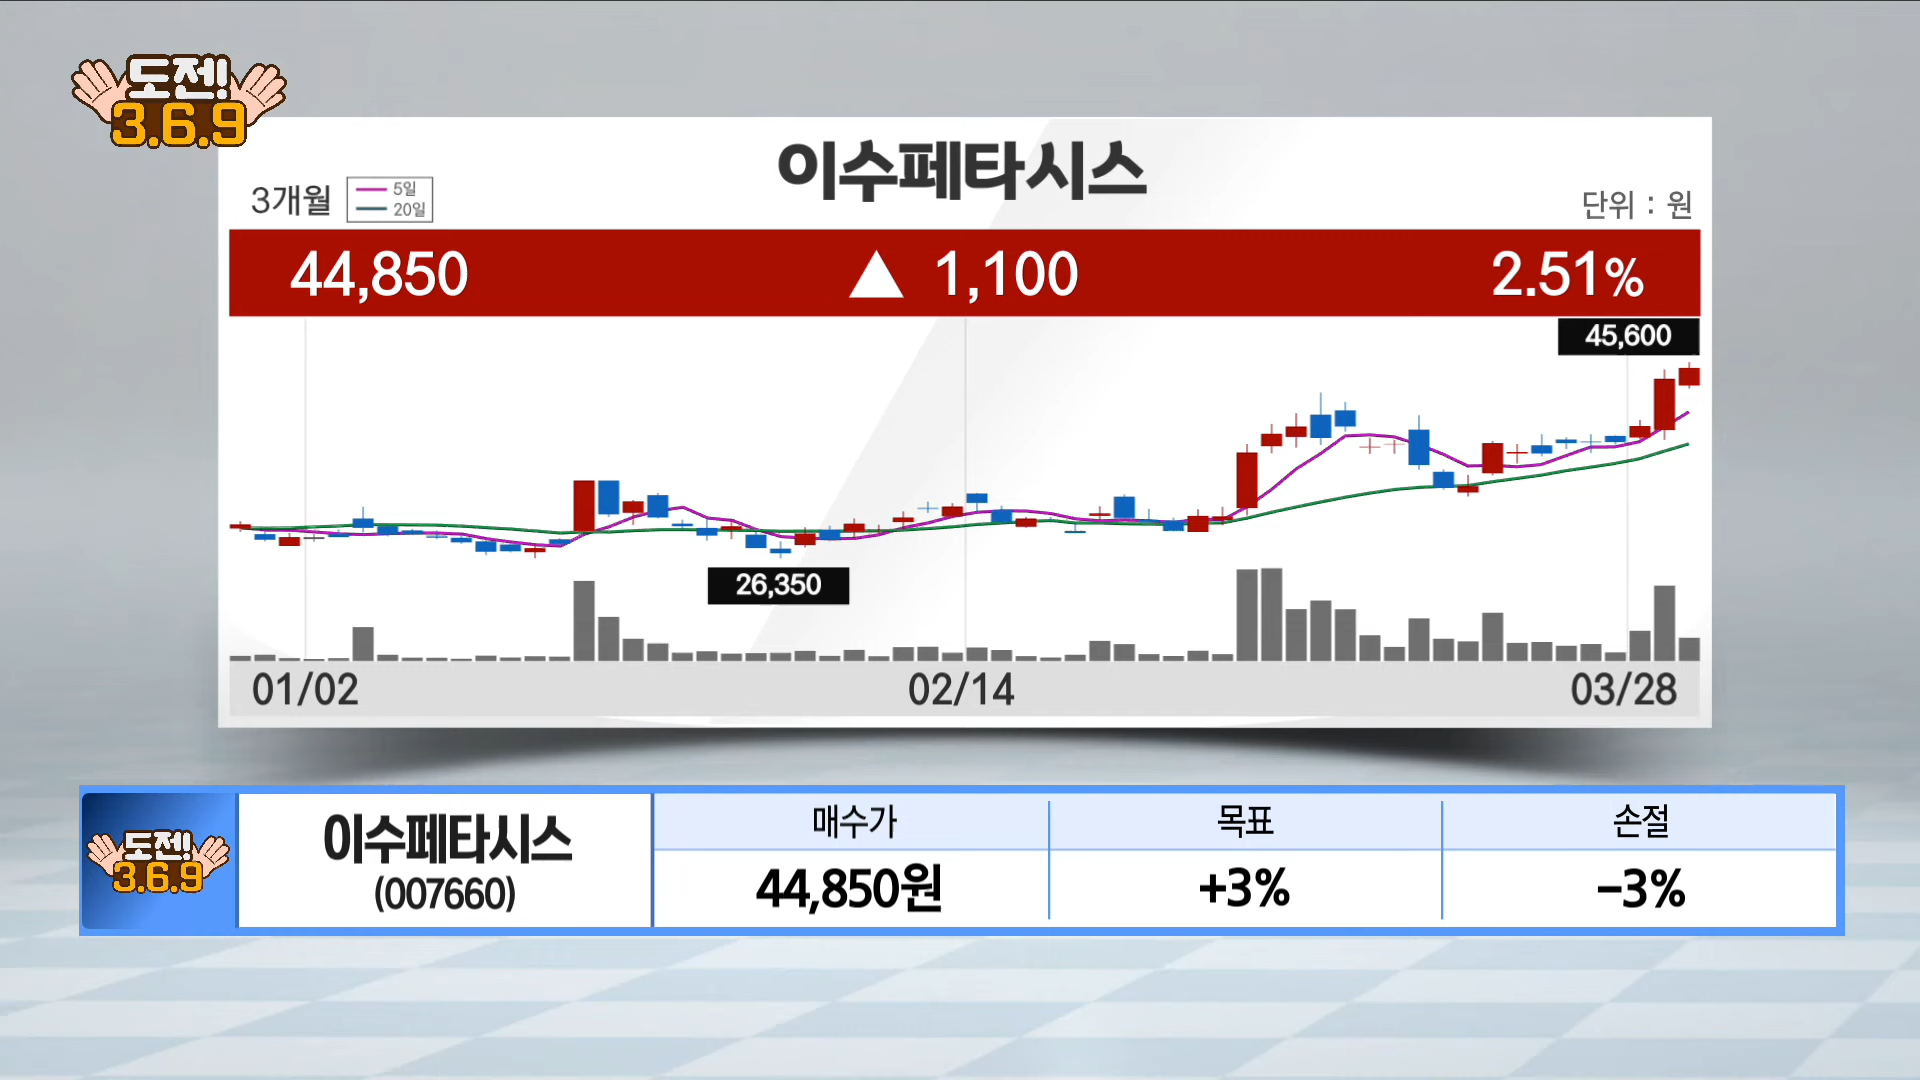 도젠!
3.6.9
이수페타시스
3개월
5일
20일
단위 : 원
44,850 ▲ 1,100 2.51%
45,600
26,350
01/02 02/14 03/28
도젠!
3.6.9
이수페타시스
(007660)
매수가 목표 손절
44,850원 +3% -3%